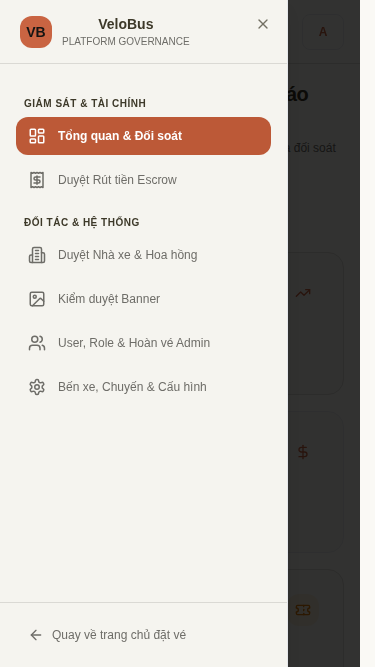 VB
VeloBus
PLATFORM GOVERNANCE
A
GIÁM SÁT & TÀI CHÍNH
Tổng quan & Đối soát
Duyệt Rút tiền Escrow
ĐỐI TÁC & HỆ THỐNG
Duyệt Nhà xe & Hoa hồng
Kiểm duyệt Banner
User, Role & Hoàn vé Admin
Bến xe, Chuyến & Cấu hình
Quay về trang chủ đặt vé
đối soát